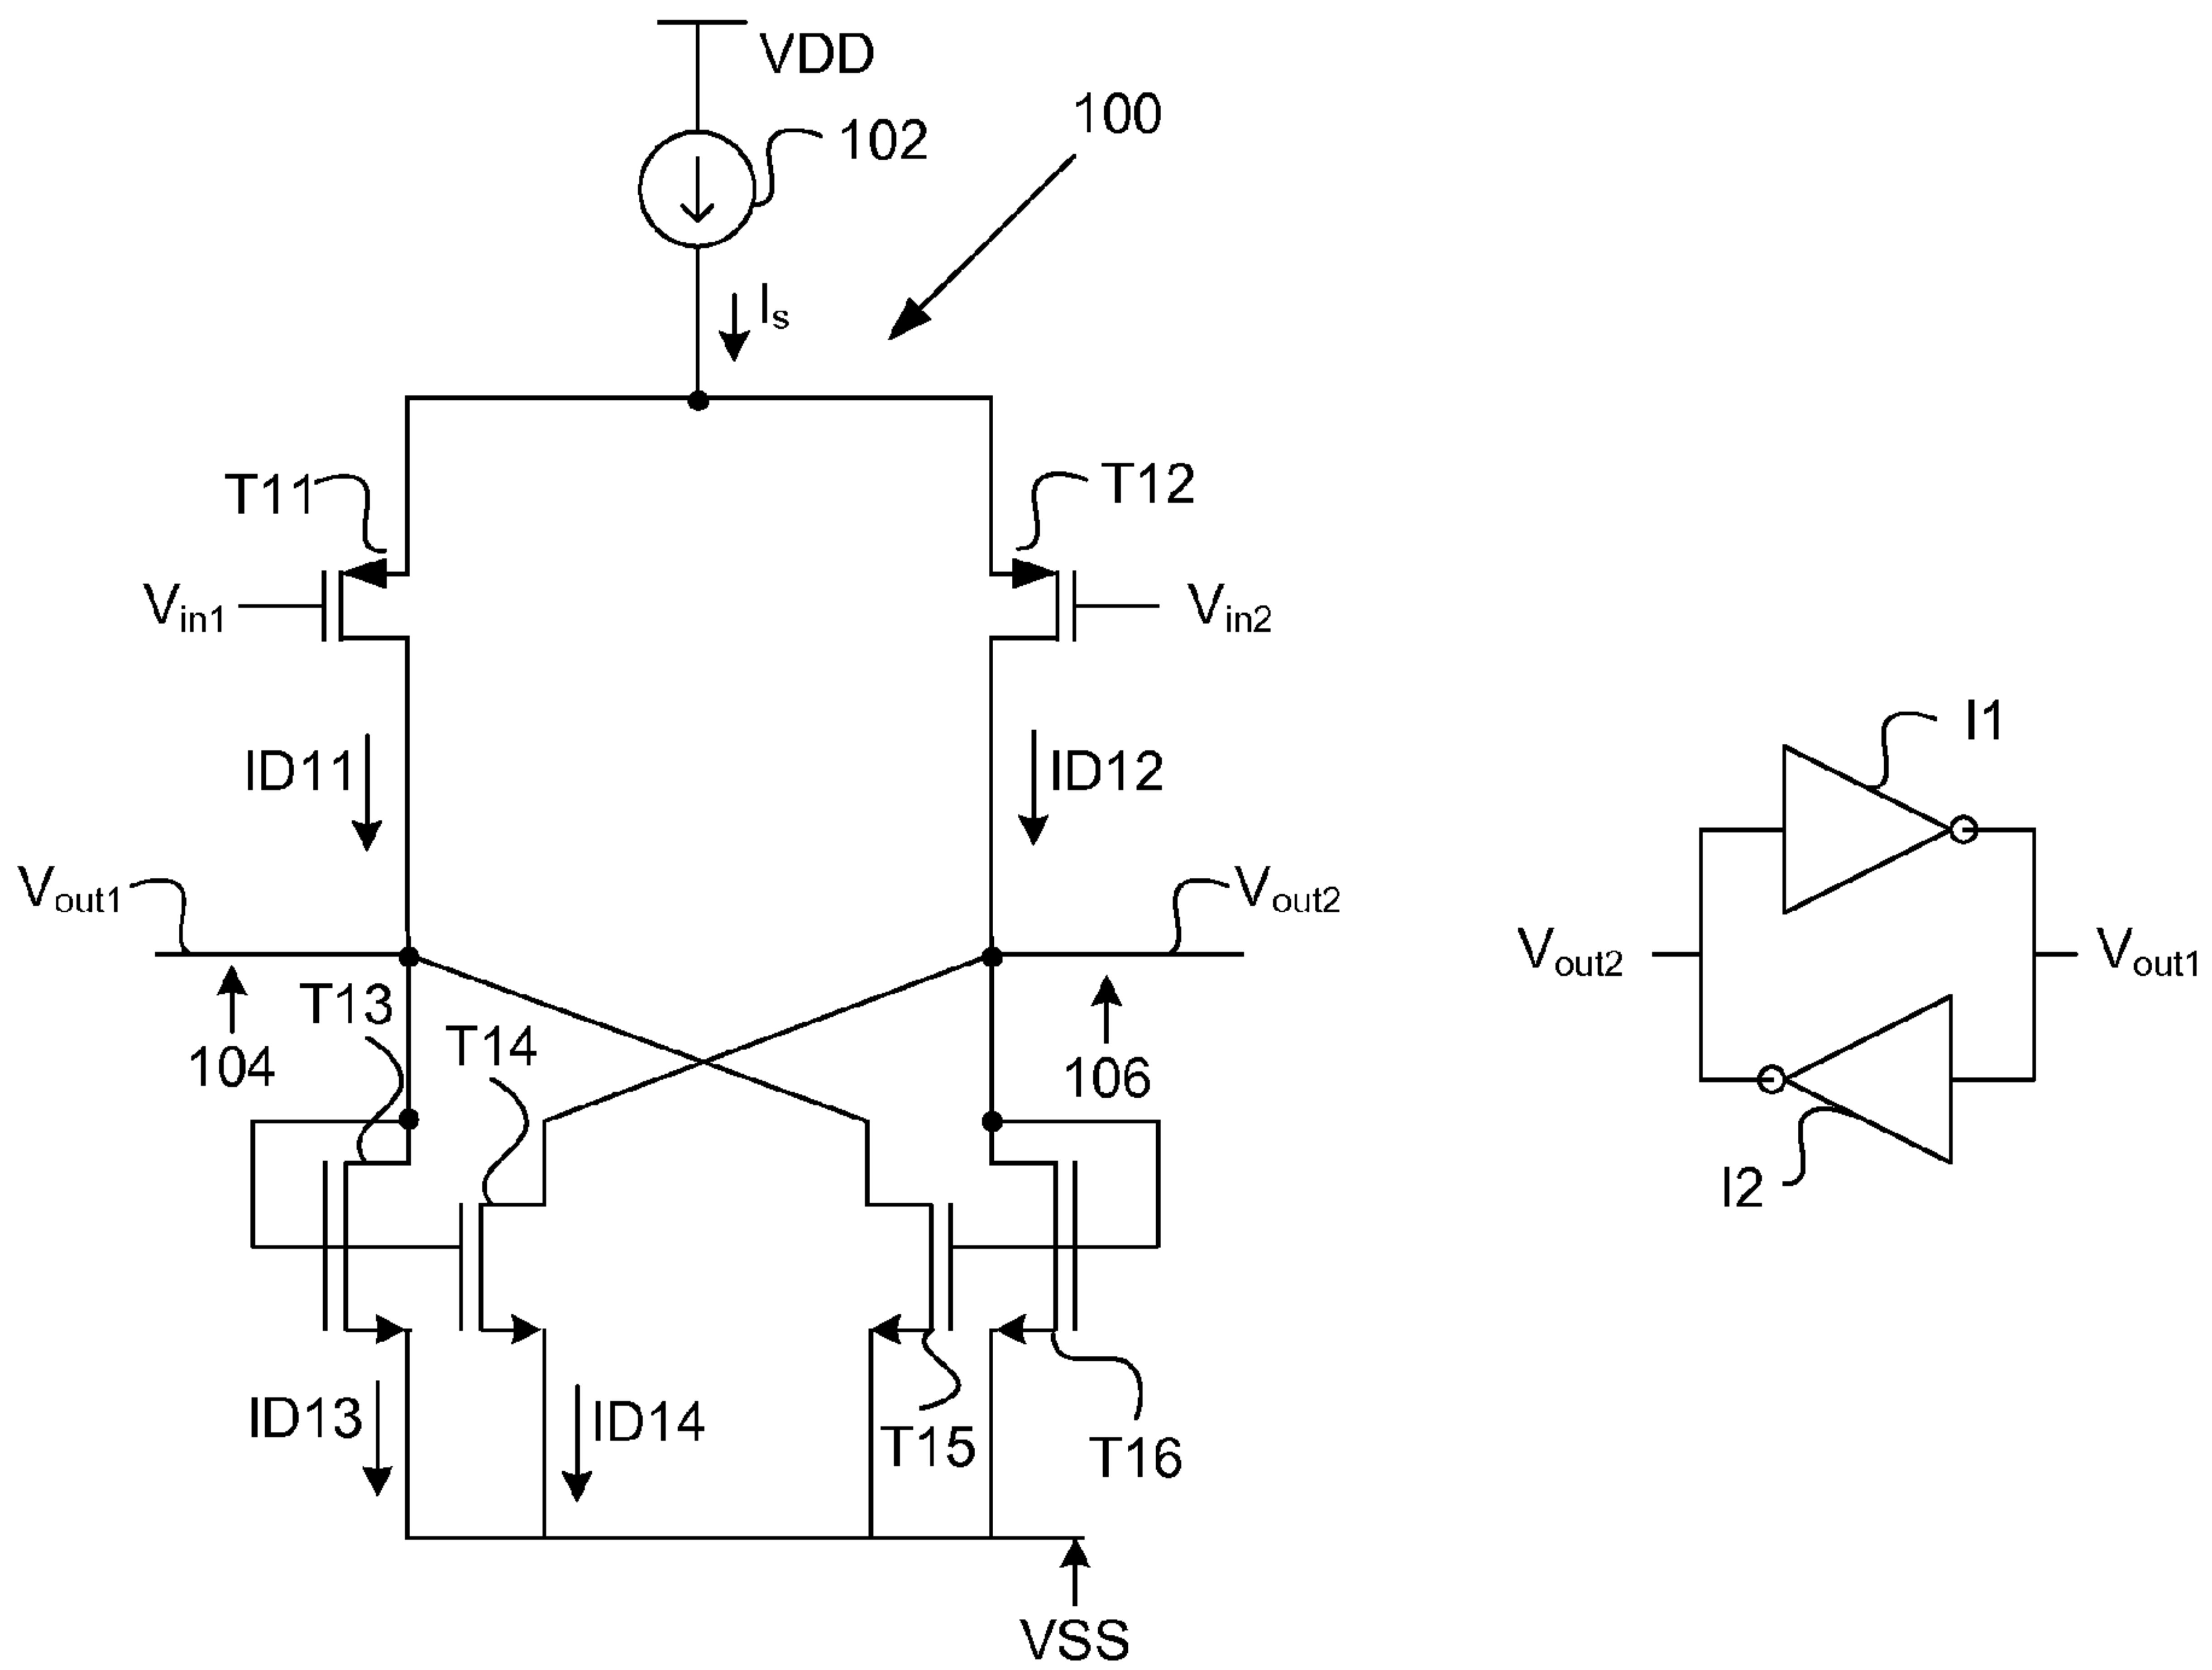 VDD
102
100
Is
T11
T12
Vin1
Vin2
I1
ID11
ID12
Vout1
Vout2
Vout2
Vout1
T13
T14
104
106
I2
ID13
ID14
T15
T16
VSS